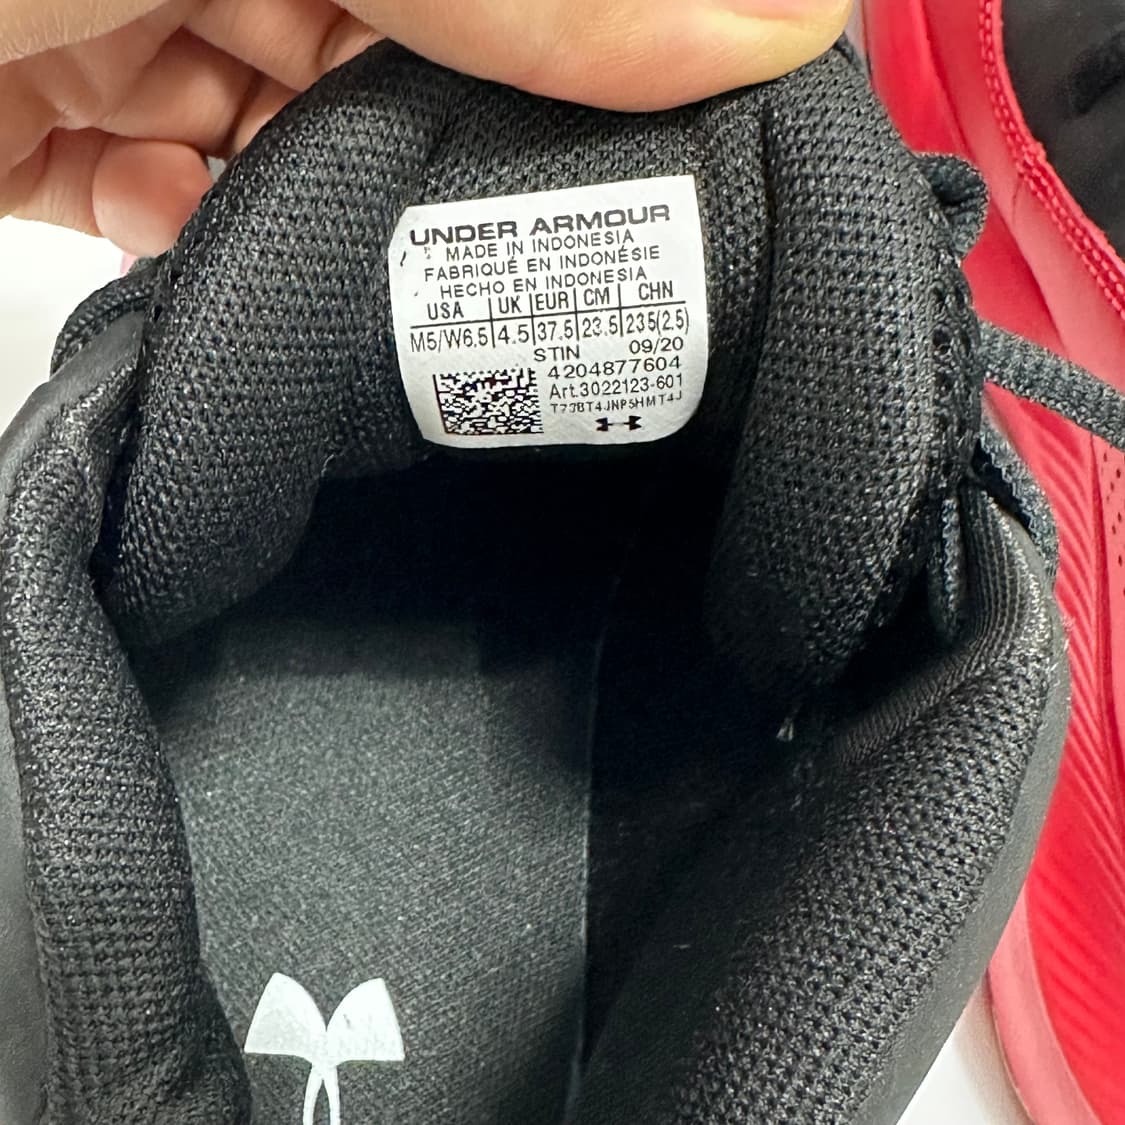 UNDER ARMOUR
MADE IN INDONESIA
FABRIQUÉ EN INDONÉSIE
HECHO EN INDONESIA
USA UK EUR CM CHN
M5/W6.5 4.5 37.5 23.5 235(2.5)
STIN 09/20
4204877604
Art.3022123-601
T73BT4JNP5HMT4J